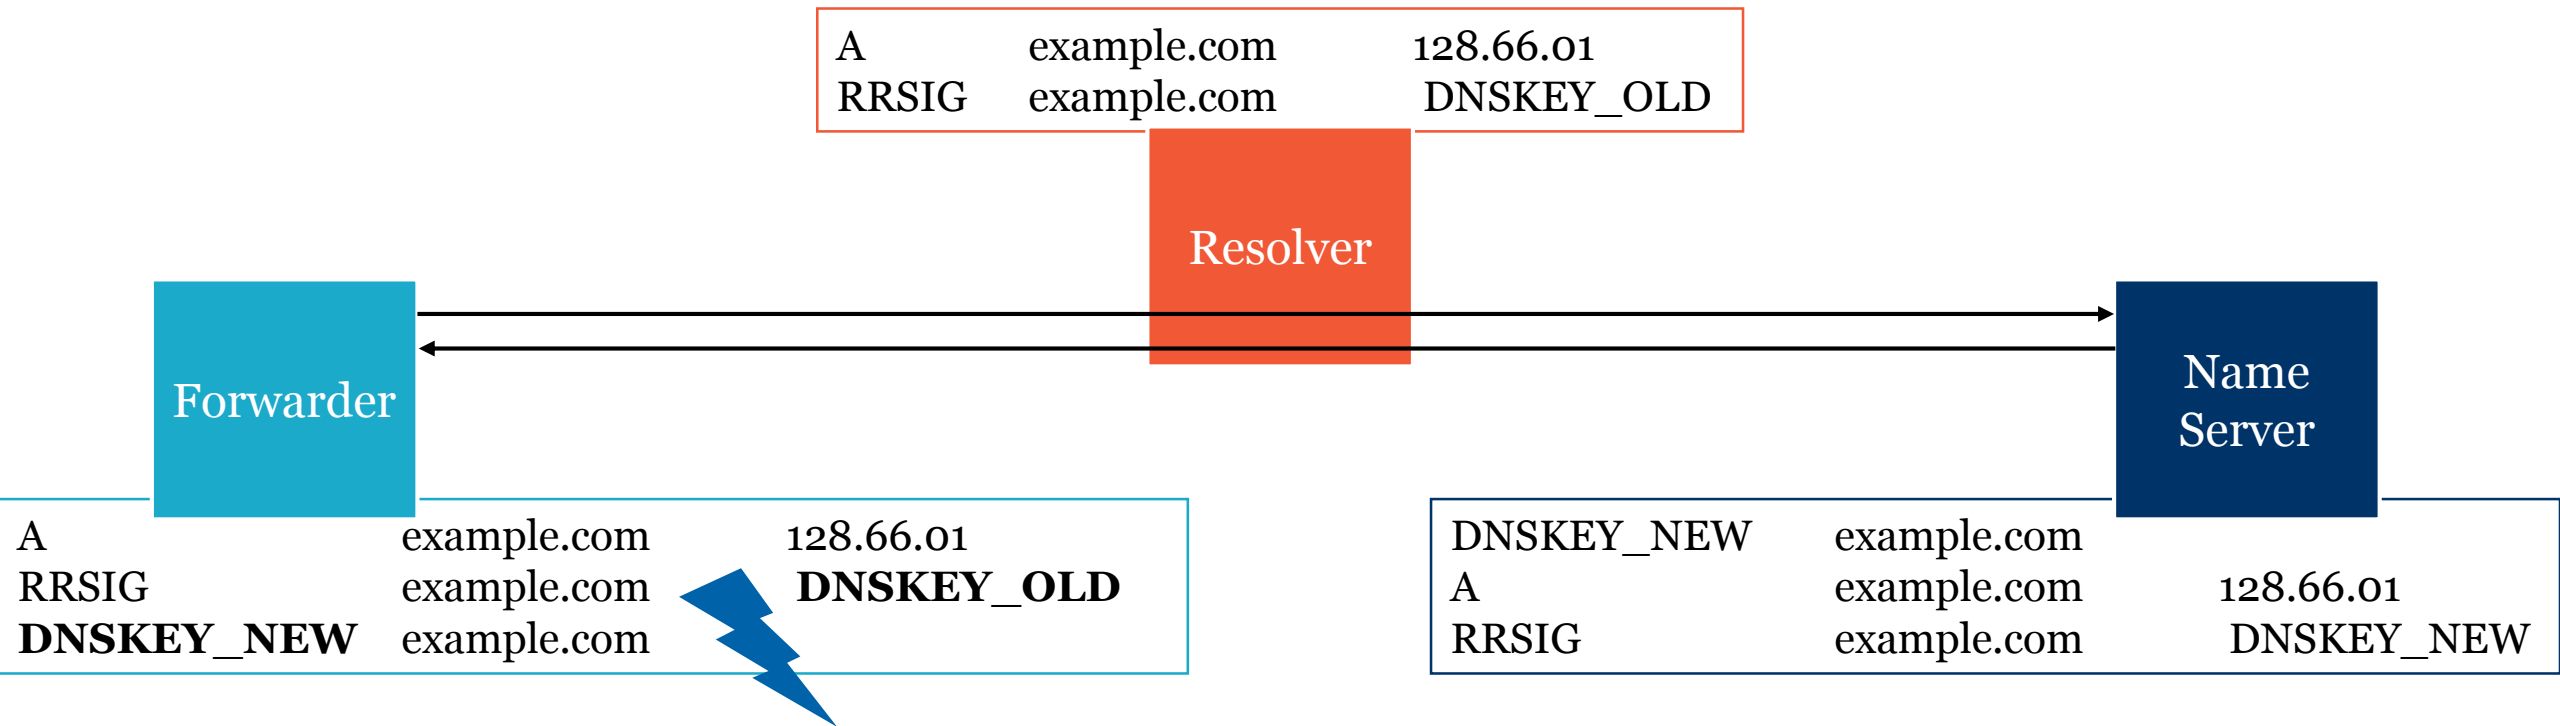 A example.com 128.66.01
RRSIG example.com DNSKEY_OLD
Resolver
Forwarder
Name
Server
A example.com 128.66.01
RRSIG example.com DNSKEY_OLD
DNSKEY_NEW example.com
DNSKEY_NEW example.com
A example.com 128.66.01
RRSIG example.com DNSKEY_NEW